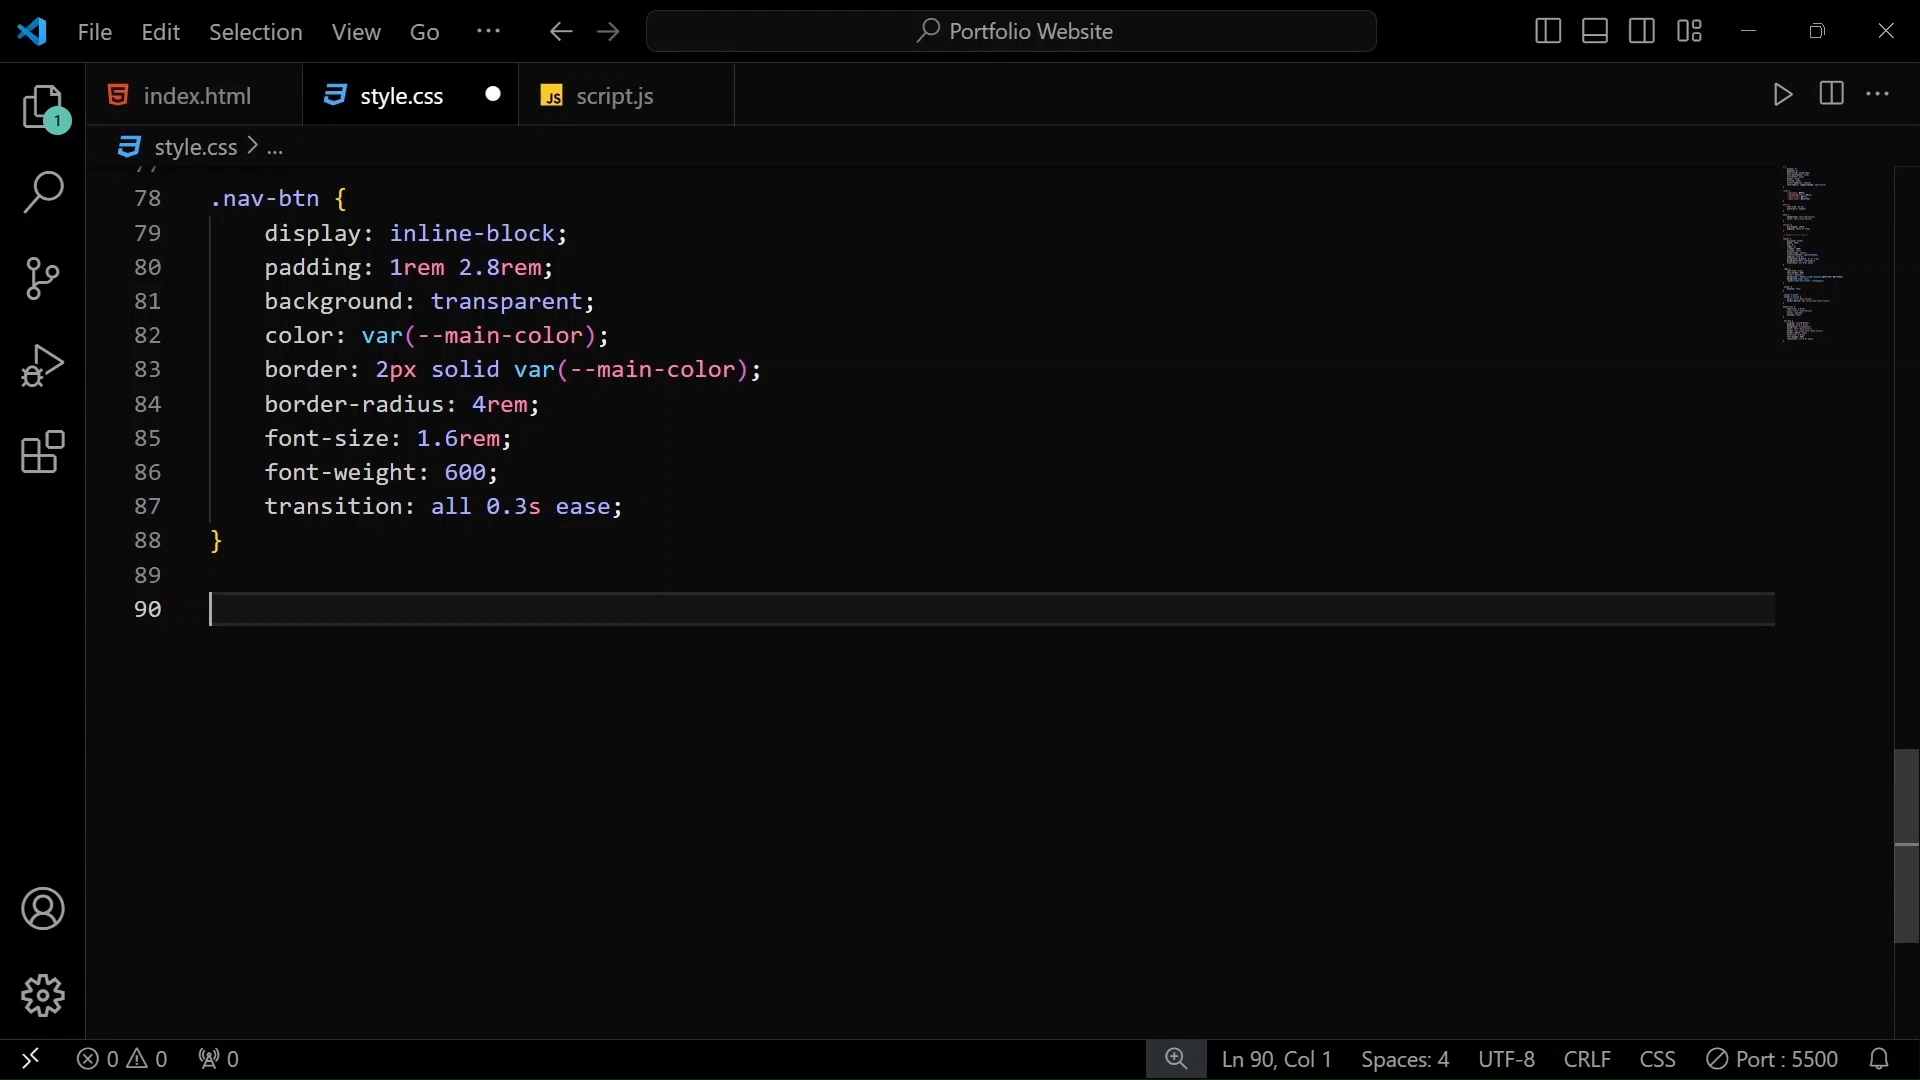 File Edit Selection View Go ··· Portfolio Website
index.html style.css JS script.js
1
style.css > ...
77
78 .nav-btn {
79 display: inline-block;
80 padding: 1rem 2.8rem;
81 background: transparent;
82 color: var(--main-color);
83 border: 2px solid var(--main-color);
84 border-radius: 4rem;
85 font-size: 1.6rem;
86 font-weight: 600;
87 transition: all 0.3s ease;
88 }
89
90
0 0 0 Ln 90, Col 1 Spaces: 4 UTF-8 CRLF CSS Port : 5500